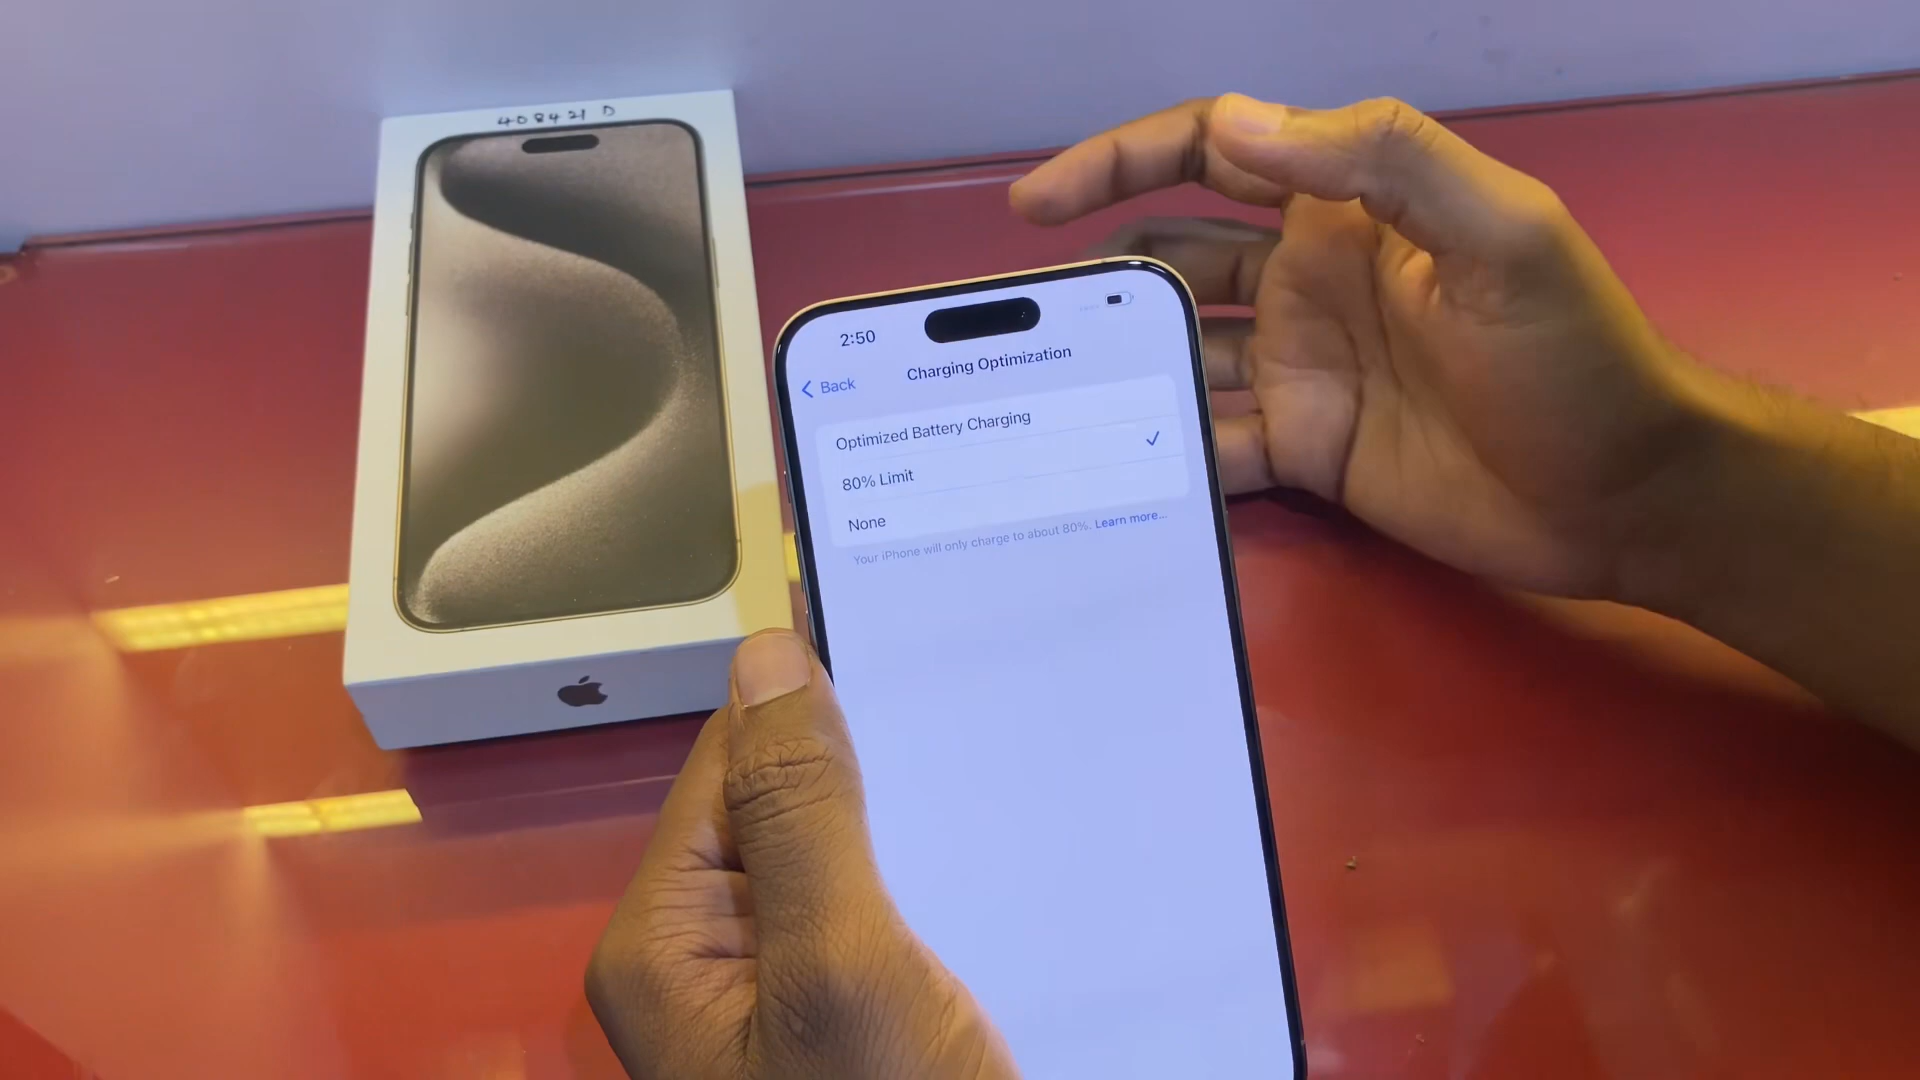 408421 D
2:50
Back
Charging Optimization
Optimized Battery Charging
80% Limit
None
Your iPhone will only charge to about 80%. Learn more...